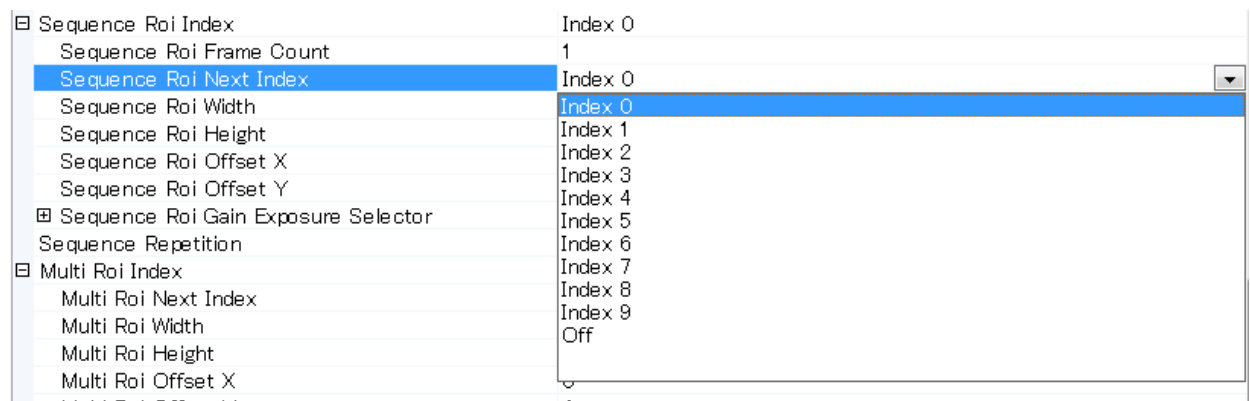 Sequence Roi Index Index 0
Sequence Roi Frame Count 1
Sequence Roi Next Index Index 0
Sequence Roi Width Index 0
Sequence Roi Height Index 1
Sequence Roi Offset X Index 2
Sequence Roi Offset Y Index 3
Sequence Roi Gain Exposure Selector Index 4
Sequence Repetition Index 5
Multi Roi Index Index 6
Multi Roi Next Index Index 7
Multi Roi Width Index 8
Multi Roi Height Index 9
Multi Roi Offset X Off